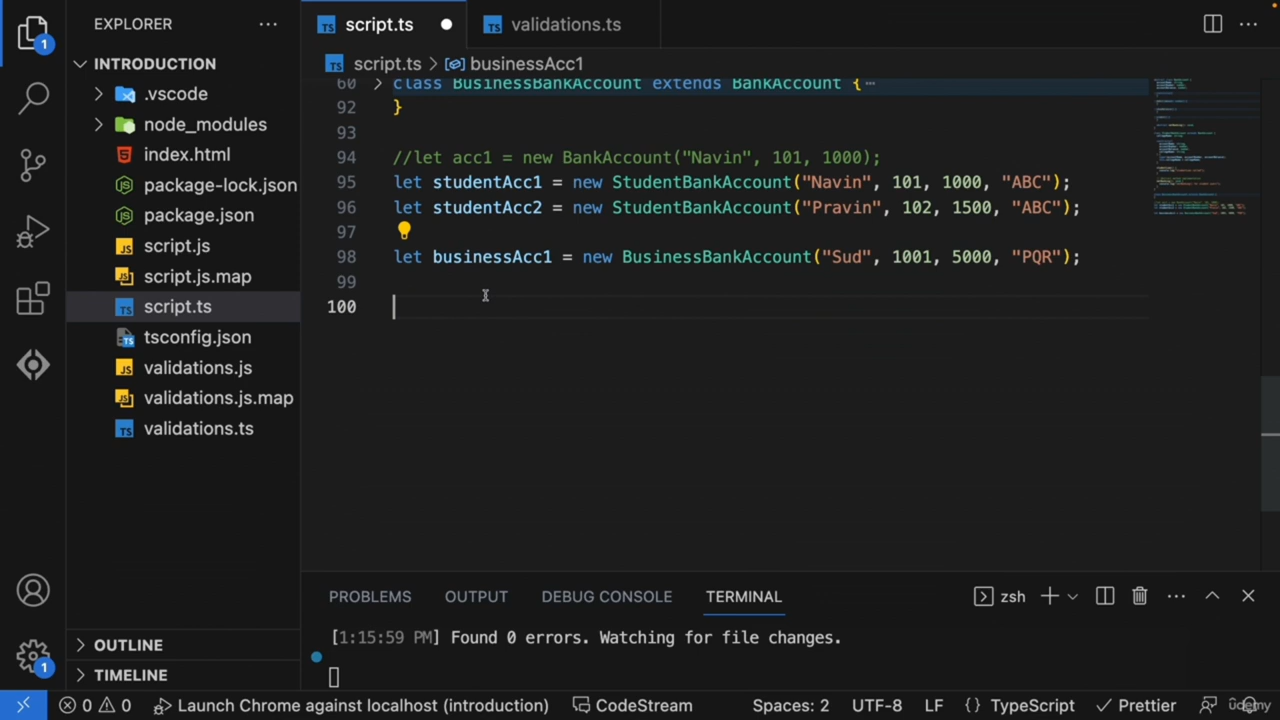 EXPLORER
script.ts
validations.ts
INTRODUCTION
script.ts > businessAcc1
.vscode
node_modules
index.html
package-lock.json
package.json
script.js
script.js.map
script.ts
tsconfig.json
validations.js
validations.js.map
validations.ts
60 class BusinessBankAccount extends BankAccount {
92 }
93
94 //let acc1 = new BankAccount("Navin", 101, 1000);
95 let studentAcc1 = new StudentBankAccount("Navin", 101, 1000, "ABC");
96 let studentAcc2 = new StudentBankAccount("Pravin", 102, 1500, "ABC");
97
98 let businessAcc1 = new BusinessBankAccount("Sud", 1001, 5000, "PQR");
99
100
PROBLEMS OUTPUT DEBUG CONSOLE TERMINAL zsh
[1:15:59 PM] Found 0 errors. Watching for file changes.
OUTLINE
TIMELINE
1
1
0 0 Launch Chrome against localhost (introduction) CodeStream Spaces: 2 UTF-8 LF {} TypeScript Prettier
udemy